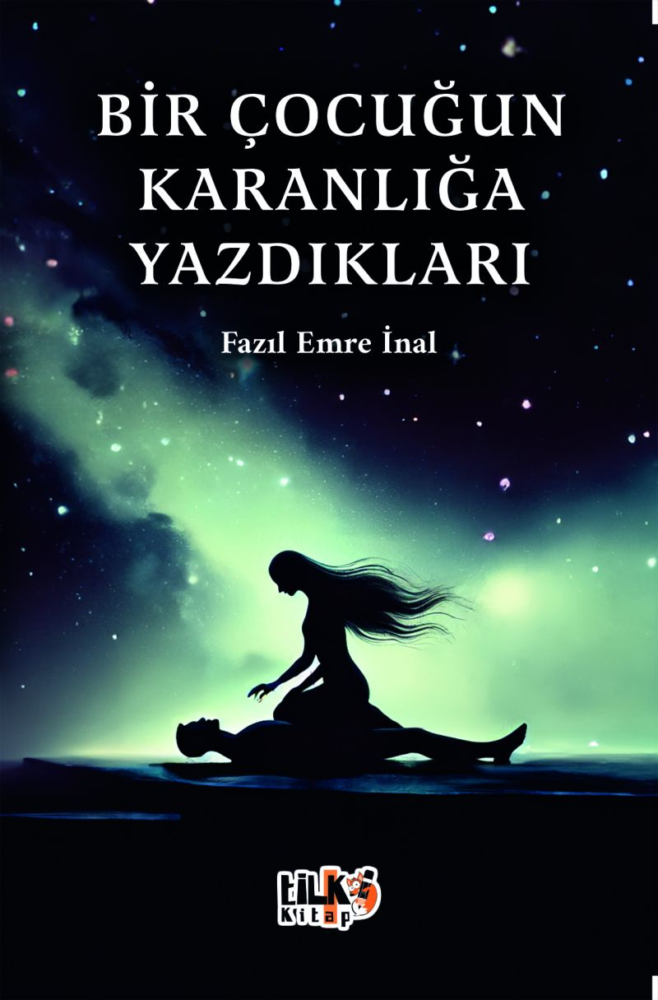 BİR ÇOCUĞUN
KARANLIĞA
YAZDIKLARI
Fazıl Emre İnal
tiLKİ
Kitap